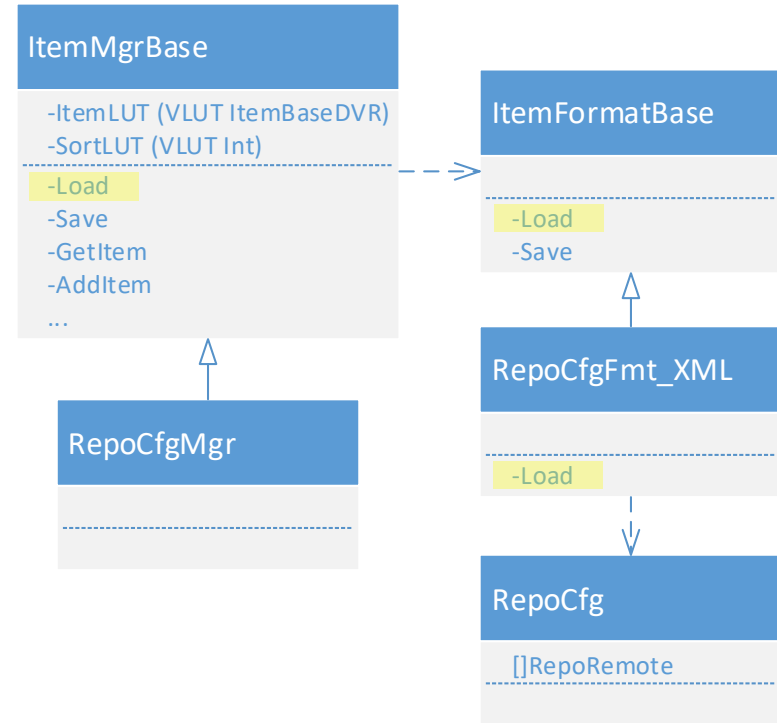 ItemMgrBase
-ItemLUT (VLUT ItemBaseDVR)
-SortLUT (VLUT Int)
-Load
-Save
-GetItem
-AddItem
...
RepoCfgMgr
ItemFormatBase
-Load
-Save
RepoCfgFmt_XML
-Load
RepoCfg
[]RepoRemote